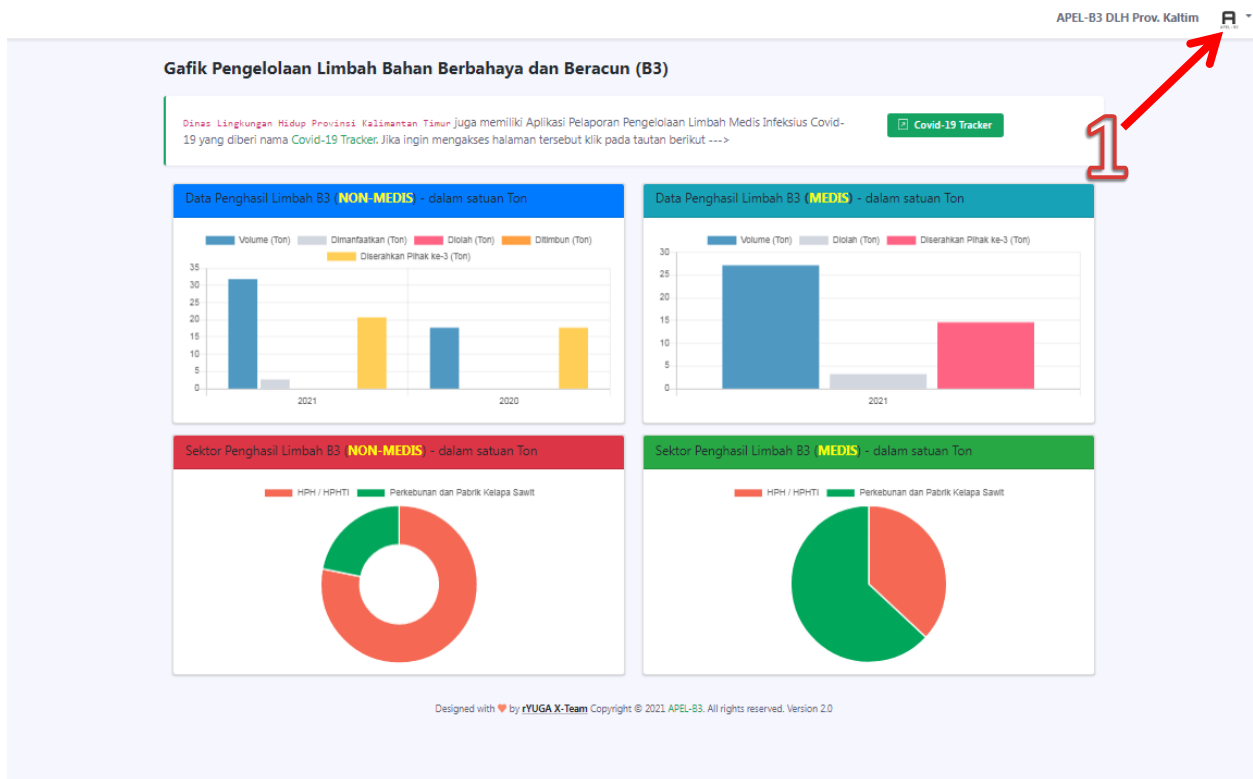 APEL-B3 DLH Prov. Kaltim
A
APEL-B3
Gafik Pengelolaan Limbah Bahan Berbahaya dan Beracun (B3)
Dinas Lingkungan Hidup Provinsi Kalimantan Timur juga memiliki Aplikasi Pelaporan Pengelolaan Limbah Medis Infeksius Covid-
19 yang diberi nama Covid-19 Tracker. Jika ingin mengakses halaman tersebut klik pada tautan berikut --->
Covid-19 Tracker
1
Data Penghasil Limbah B3 (NON-MEDIS) - dalam satuan Ton
Volume (Ton) Dimanfaatkan (Ton) Diolah (Ton) Ditimbun (Ton)
Diserahkan Pihak ke-3 (Ton)
35
30
25
20
15
10
5
0
2021 2020
Data Penghasil Limbah B3 (MEDIS) - dalam satuan Ton
Volume (Ton) Diolah (Ton) Diserahkan Pihak ke-3 (Ton)
30
25
20
15
10
5
0
2021
Sektor Penghasil Limbah B3 (NON-MEDIS) - dalam satuan Ton
HPH / HPHTI Perkebunan dan Pabrik Kelapa Sawit
Sektor Penghasil Limbah B3 (MEDIS) - dalam satuan Ton
HPH / HPHTI Perkebunan dan Pabrik Kelapa Sawit
Designed with ❤ by rYUGA X-Team Copyright © 2021 APEL-B3. All rights reserved. Version 2.0